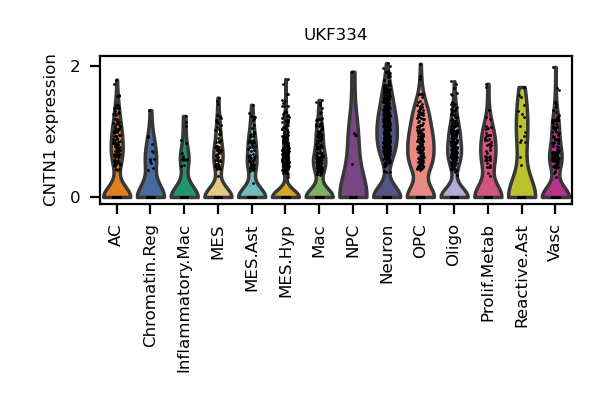 UKF334
CNTN1 expression
2
0
AC
Chromatin.Reg
Inflammatory.Mac
MES
MES.Ast
MES.Hyp
Mac
NPC
Neuron
OPC
Oligo
Prolif.Metab
Reactive.Ast
Vasc